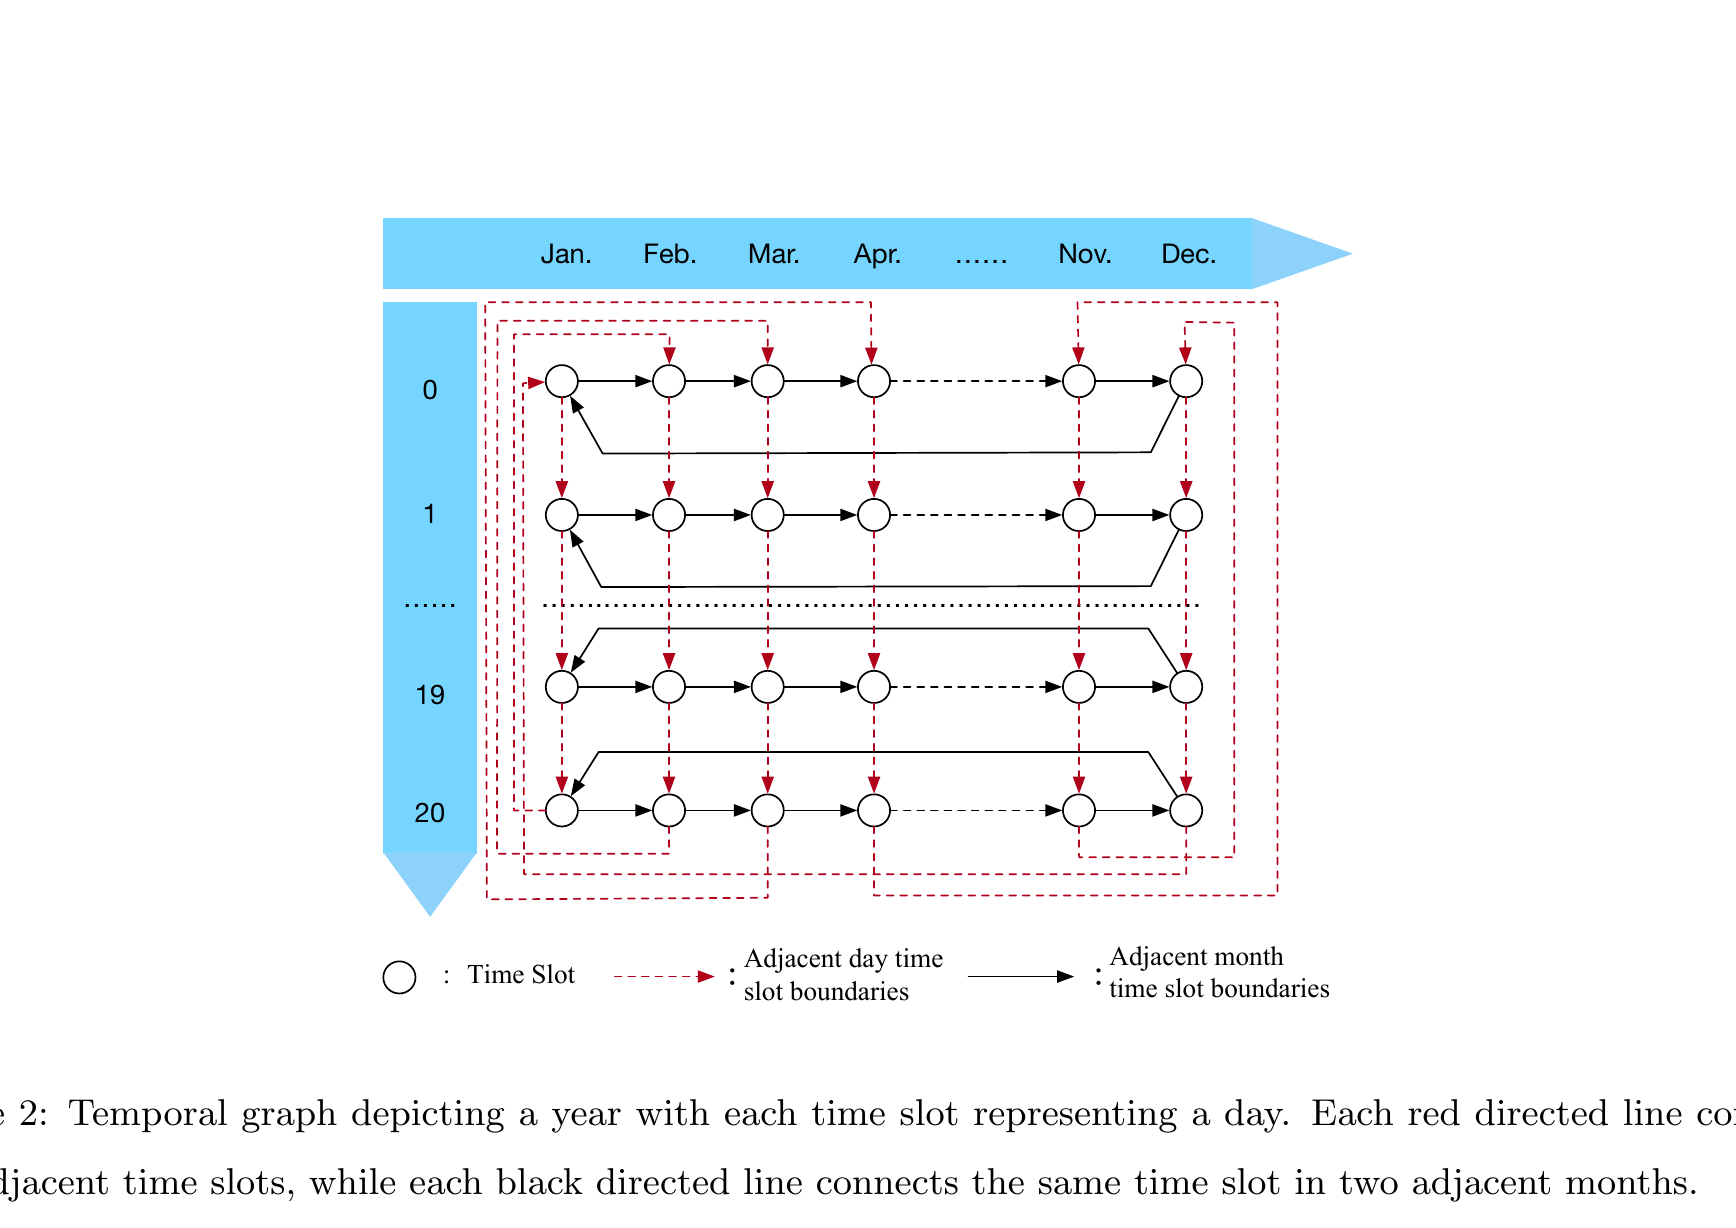 Jan. Feb. Mar. Apr. ...... Nov. Dec.
0
1
......
19
20
: Time Slot
: Adjacent day time
slot boundaries
: Adjacent month
time slot boundaries
2: Temporal graph depicting a year with each time slot representing a day. Each red directed line
time slots, while each black directed line connects the same time slot in two adjacent months.